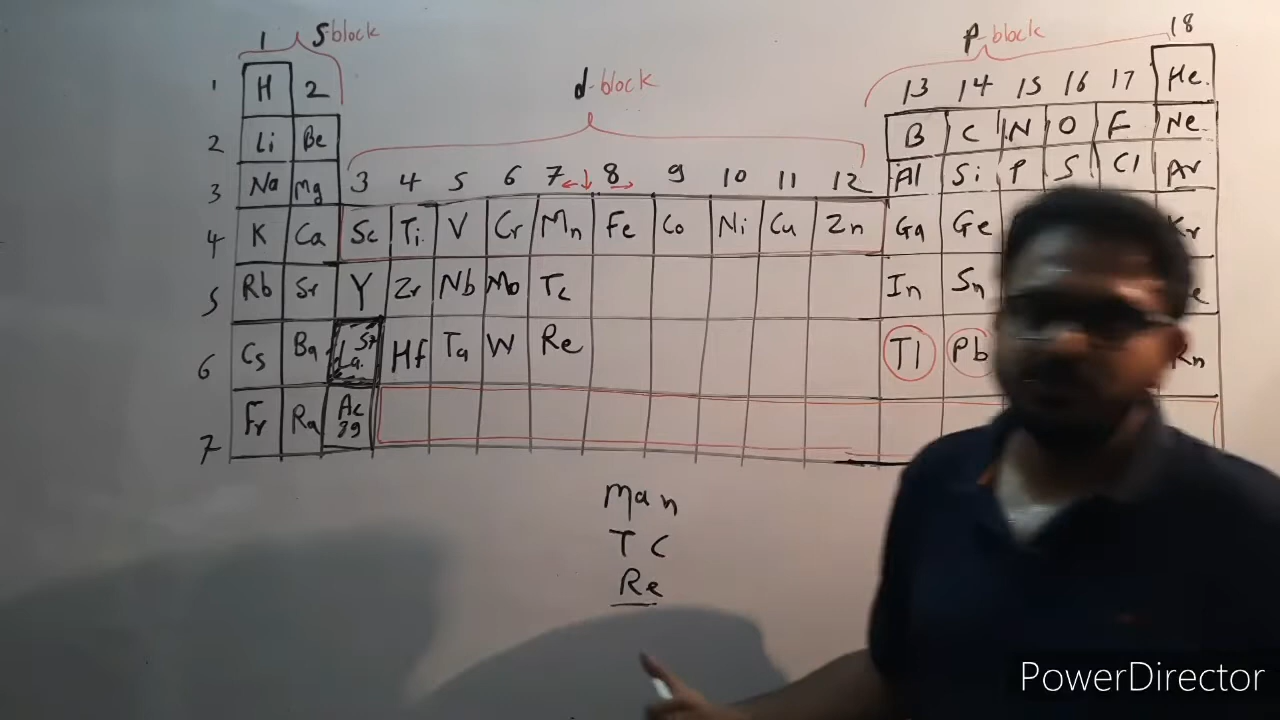 1 S-block p-block 18
1 H 2 d-block 13 14 15 16 17 He
2 Li Be B C N O F Ne
3 Na Mg 3 4 5 6 7 8 9 10 11 12 Al Si P S Cl Ar
4 K Ca Sc Ti V Cr Mn Fe Co Ni Cu Zn Ga Ge
5 Rb Sr Y Zr Nb Mo Tc In Sn
6 Cs Ba La 57 Hf Ta W Re Tl Pb Rn
7 Fr Ra Ac 89
Man
TC
Re
PowerDirector